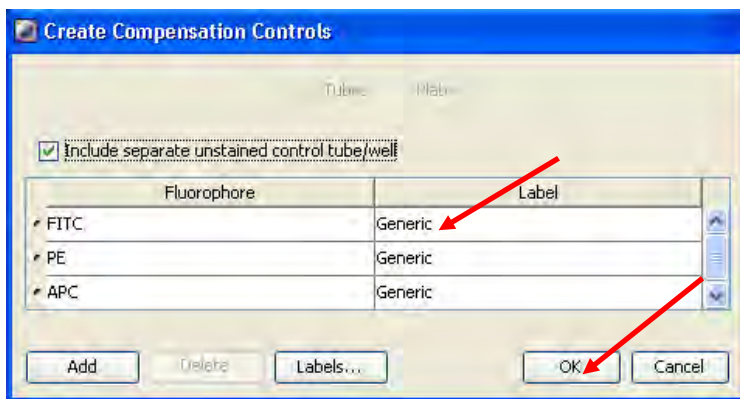 Create Compensation Controls
Tubes Plate
Include separate unstained control tube/well
Fluorophore Label
FITC Generic
PE Generic
APC Generic
Add Delete Labels... OK Cancel